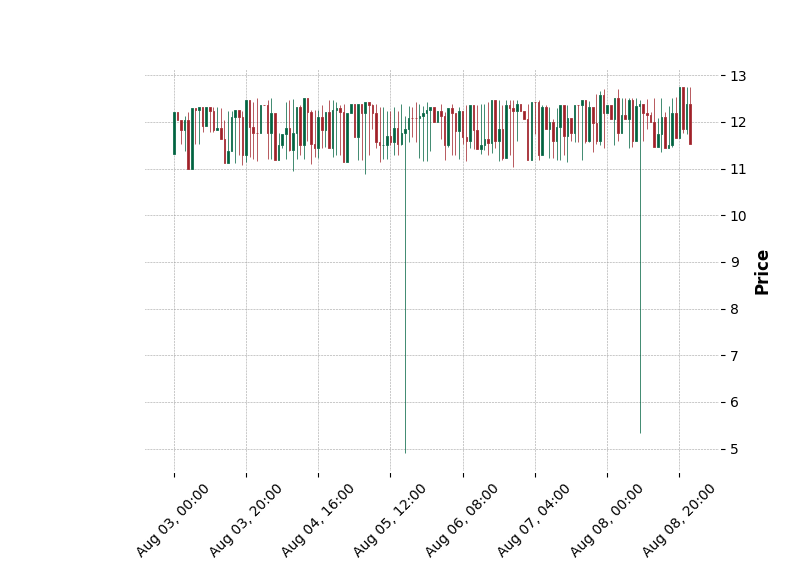 13
12
11
10
9
8
7
6
5
Price
Aug 03, 00:00
Aug 03, 20:00
Aug 04, 16:00
Aug 05, 12:00
Aug 06, 08:00
Aug 07, 04:00
Aug 08, 00:00
Aug 08, 20:00